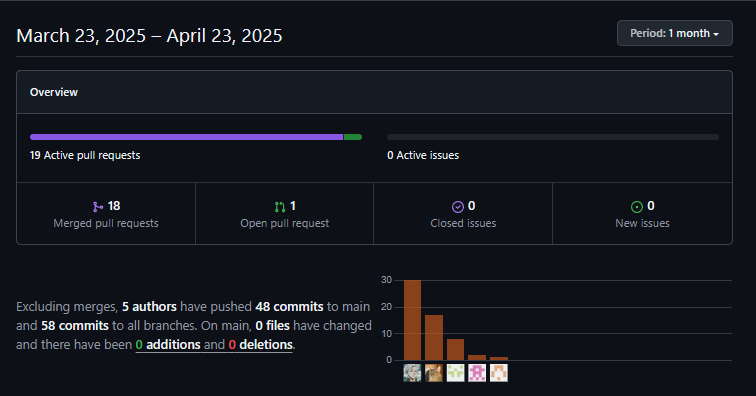 March 23, 2025 – April 23, 2025
Period: 1 month
Overview
19 Active pull requests
0 Active issues
18
Merged pull requests
1
Open pull request
0
Closed issues
0
New issues
Excluding merges, 5 authors have pushed 48 commits to main
and 58 commits to all branches. On main, 0 files have changed
and there have been 0 additions and 0 deletions.
30
20
10
0